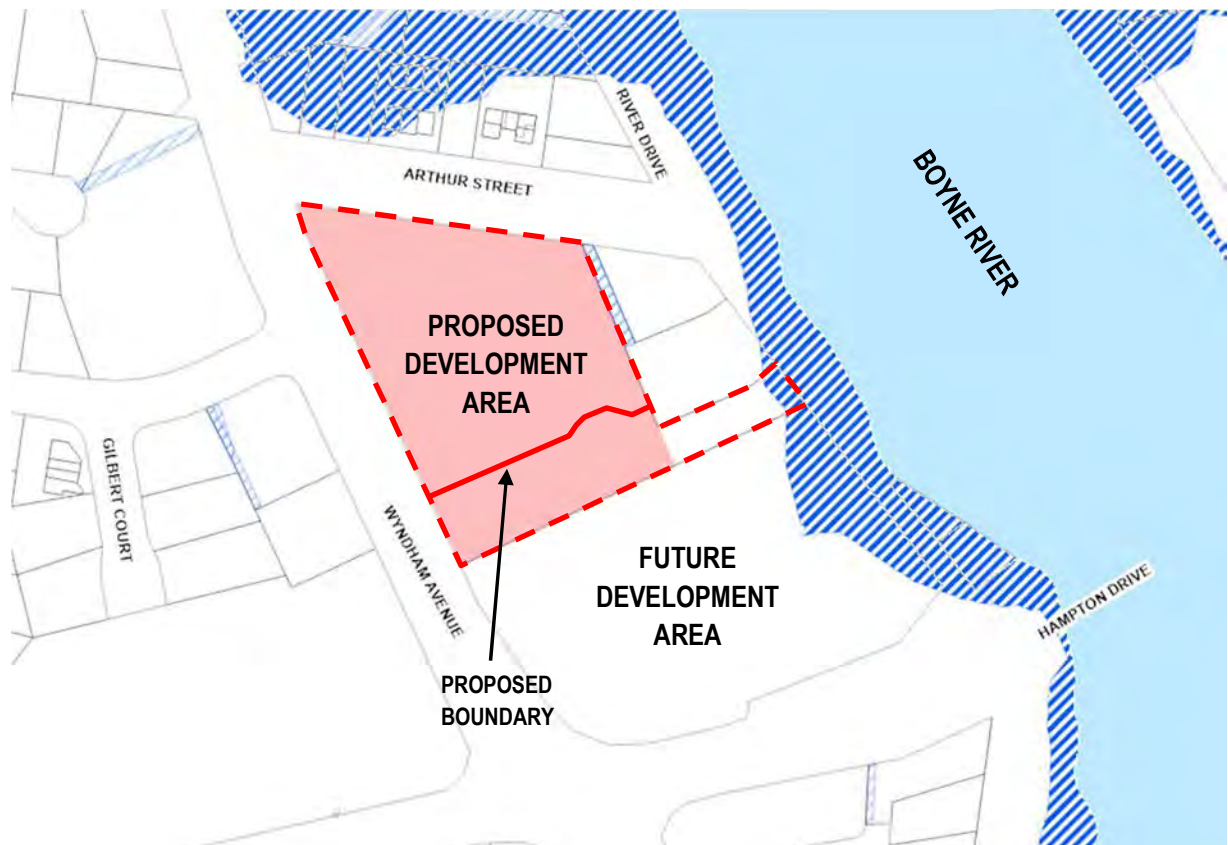 RIVER DRIVE
ARTHUR STREET
BOYNE RIVER
PROPOSED
DEVELOPMENT
AREA
GILBERT COURT
WYNDHAM AVENUE
FUTURE
DEVELOPMENT
AREA
HAMPTON DRIVE
PROPOSED
BOUNDARY